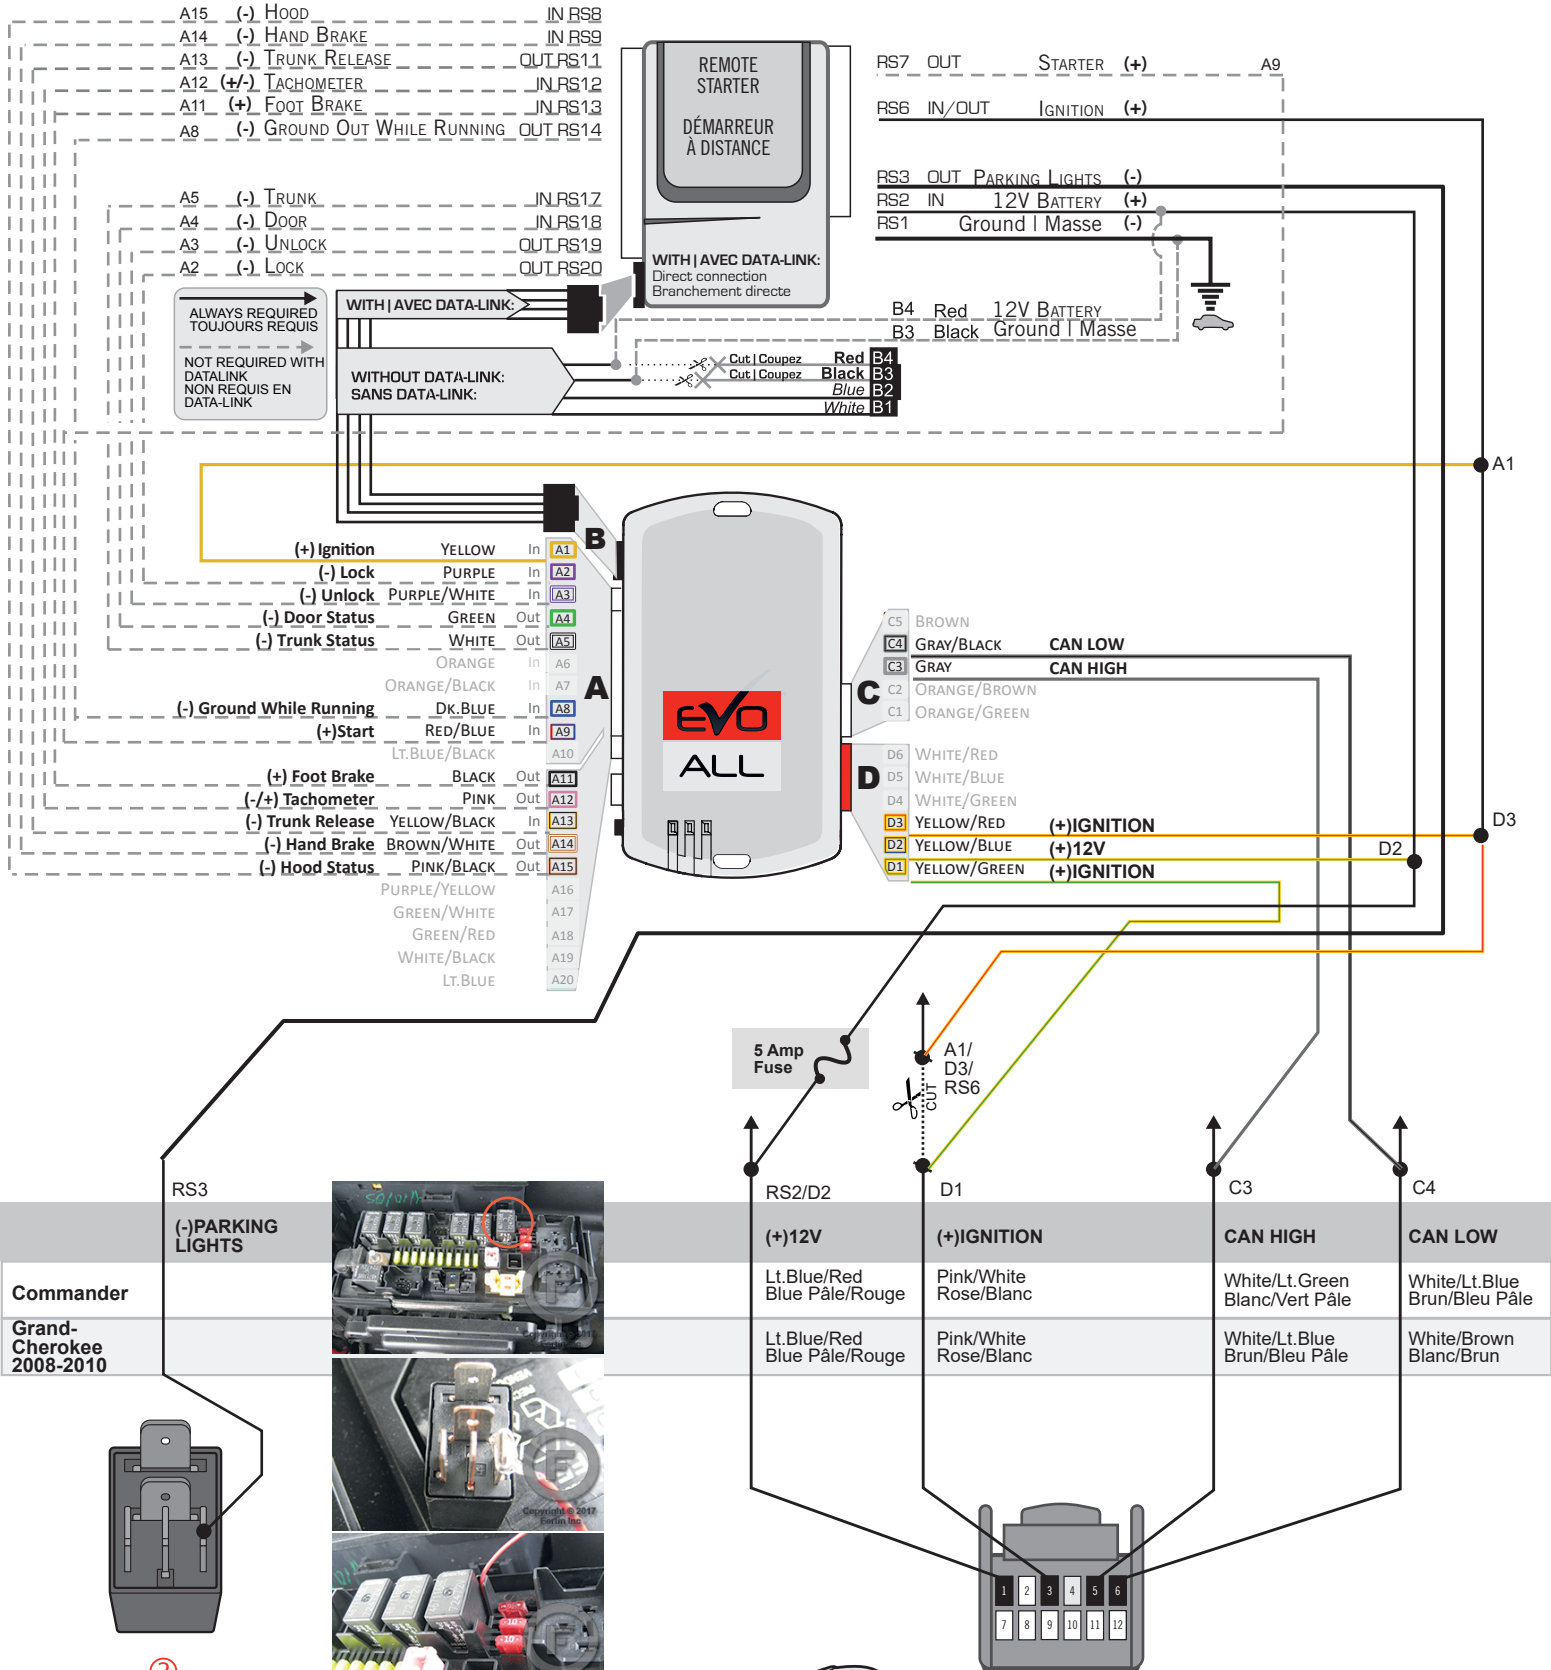 A15 (-) Hood IN RS8
A14 (-) Hand Brake IN RS9
A13 (-) Trunk Release OUT RS11
A12 (+/-) Tachometer IN RS12
A11 (+) Foot Brake IN RS13
A8 (-) Ground Out While Running OUT RS14
A5 (-) Trunk IN RS17
A4 (-) Door IN RS18
A3 (-) Unlock OUT RS19
A2 (-) Lock OUT RS20
REMOTE
STARTER
DÉMARREUR
À DISTANCE
WITH | AVEC DATA-LINK:
Direct connection
Branchement directe
RS7 OUT Starter (+) A9
RS6 IN/OUT Ignition (+)
RS3 OUT Parking Lights (-)
RS2 IN 12V Battery (+)
RS1 Ground | Masse (-)
ALWAYS REQUIRED
TOUJOURS REQUIS
NOT REQUIRED WITH
DATALINK
NON REQUIS EN
DATA-LINK
WITH | AVEC DATA-LINK:
WITHOUT DATA-LINK:
SANS DATA-LINK:
B4 Red 12V Battery
B3 Black Ground | Masse
Cut | Coupez Red B4
Cut | Coupez Black B3
Blue B2
White B1
A1
B
(+) Ignition Yellow In A1
(-) Lock Purple In A2
(-) Unlock Purple/White In A3
(-) Door Status Green Out A4
(-) Trunk Status White Out A5
Orange In A6
Orange/Black In A7
(-) Ground While Running Dk.Blue In A8
(+)Start Red/Blue In A9
Lt.Blue/Black A10
(+) Foot Brake Black Out A11
(-/+) Tachometer Pink Out A12
(-) Trunk Release Yellow/Black In A13
(-) Hand Brake Brown/White Out A14
(-) Hood Status Pink/Black Out A15
Purple/Yellow A16
Green/White A17
Green/Red A18
White/Black A19
Lt.Blue A20
A
EVO
ALL
C
C5 Brown
C4 Gray/Black CAN LOW
C3 Gray CAN HIGH
C2 Orange/Brown
C1 Orange/Green
D
D6 White/Red
D5 White/Blue
D4 White/Green
D3 Yellow/Red (+)IGNITION
D2 Yellow/Blue (+)12V
D1 Yellow/Green (+)IGNITION
D3
D2
5 Amp
Fuse
A1/
D3/
RS6
CUT
RS3
RS2/D2
D1
C3
C4
(-)PARKING
LIGHTS
(+)12V
(+)IGNITION
CAN HIGH
CAN LOW
Commander
Lt.Blue/Red
Blue Pâle/Rouge
Pink/White
Rose/Blanc
White/Lt.Green
Blanc/Vert Pâle
White/Lt.Blue
Brun/Bleu Pâle
Grand-
Cherokee
2008-2010
Lt.Blue/Red
Blue Pâle/Rouge
Pink/White
Rose/Blanc
White/Lt.Blue
Brun/Bleu Pâle
White/Brown
Blanc/Brun
Copyright © 2017
Fortin Inc
1 2 3 4 5 6
7 8 9 10 11 12